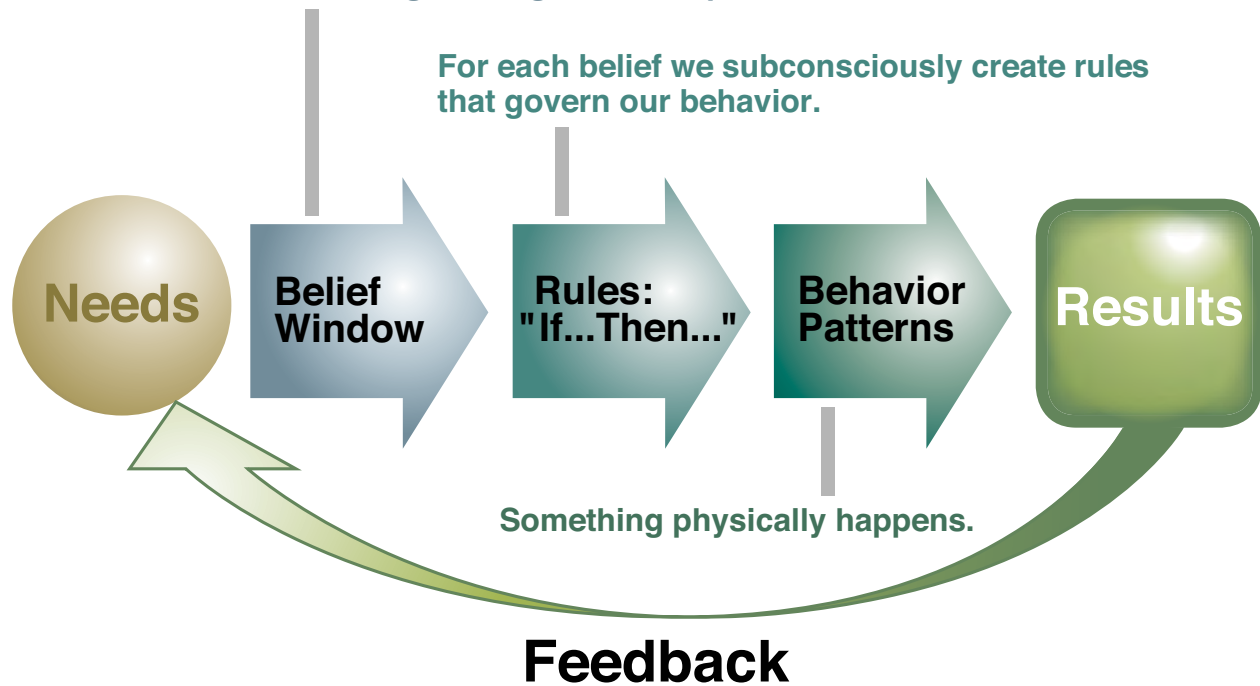 For each belief we subconsciously create rules
that govern our behavior.
Needs
Belief
Window
Rules:
"If...Then..."
Behavior
Patterns
Results
Something physically happens.
Feedback